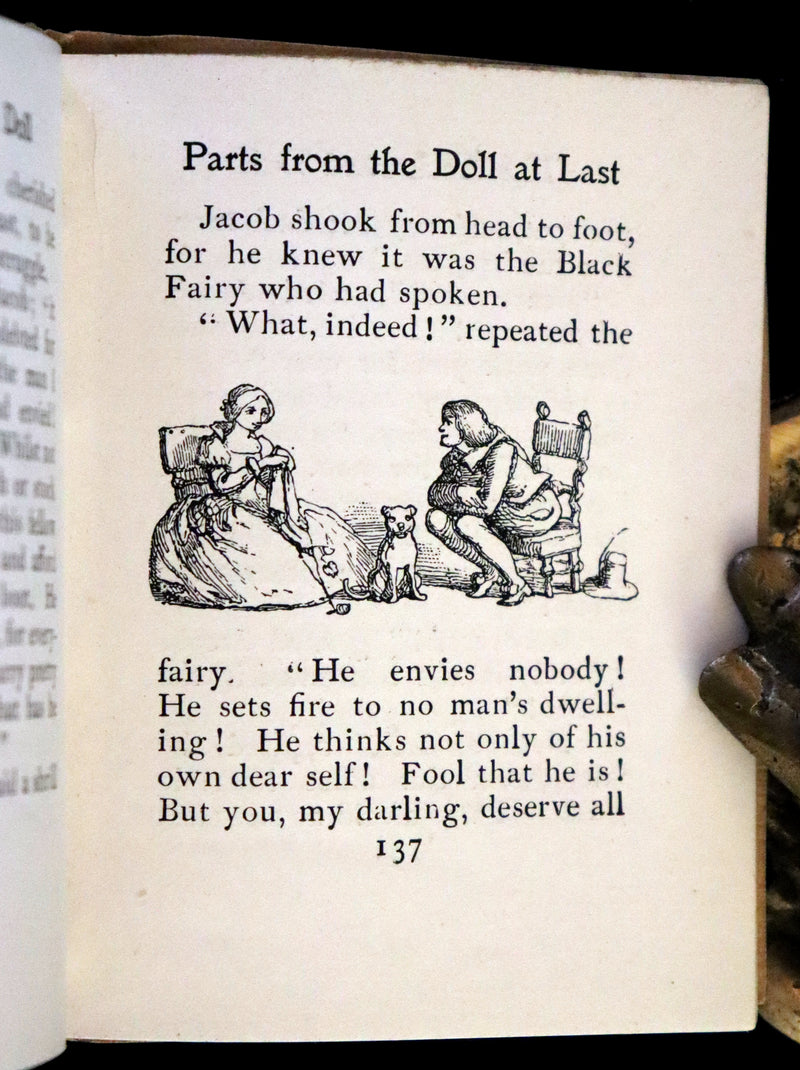 Doll
Parts from the Doll at Last
Jacob shook from head to foot,
for he knew it was the Black
Fairy who had spoken.
“ What, indeed ! ” repeated the
fairy. “ He envies nobody !
He sets fire to no man’s dwell-
ing ! He thinks not only of his
own dear self ! Fool that he is !
But you, my darling, deserve all
137